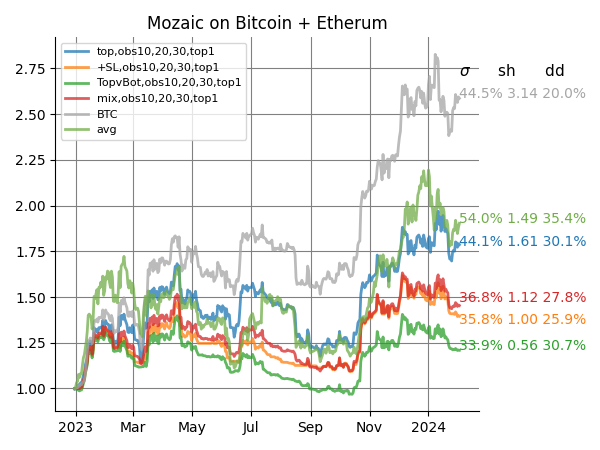 Mozaic on Bitcoin + Etherum
top,obs10,20,30,top1
+SL,obs10,20,30,top1
TopvBot,obs10,20,30,top1
mix,obs10,20,30,top1
BTC
avg
σ sh dd
44.5% 3.14 20.0%
54.0% 1.49 35.4%
44.1% 1.61 30.1%
36.8% 1.12 27.8%
35.8% 1.00 25.9%
33.9% 0.56 30.7%
2.75
2.50
2.25
2.00
1.75
1.50
1.25
1.00
2023 Mar May Jul Sep Nov 2024